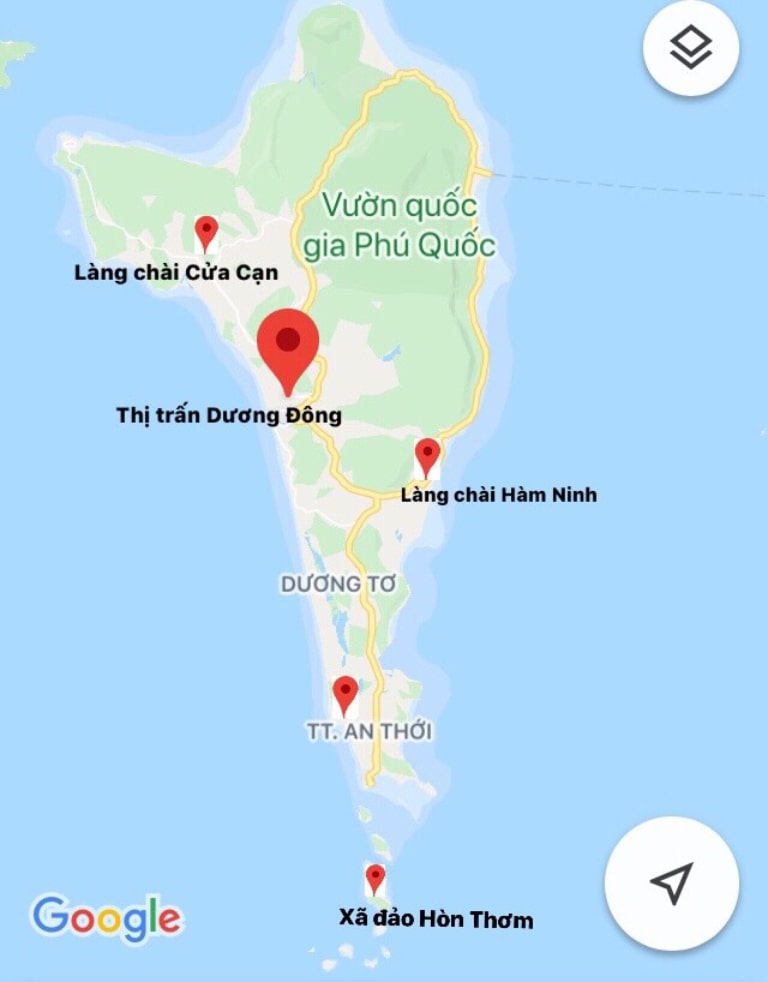 Vườn quốc
gia Phú Quốc
Làng chài Cửa Cạn
Thị trấn Dương Đông
Làng chài Hàm Ninh
DƯƠNG TƠ
TT. AN THỚI
Xã đảo Hòn Thơm
Google